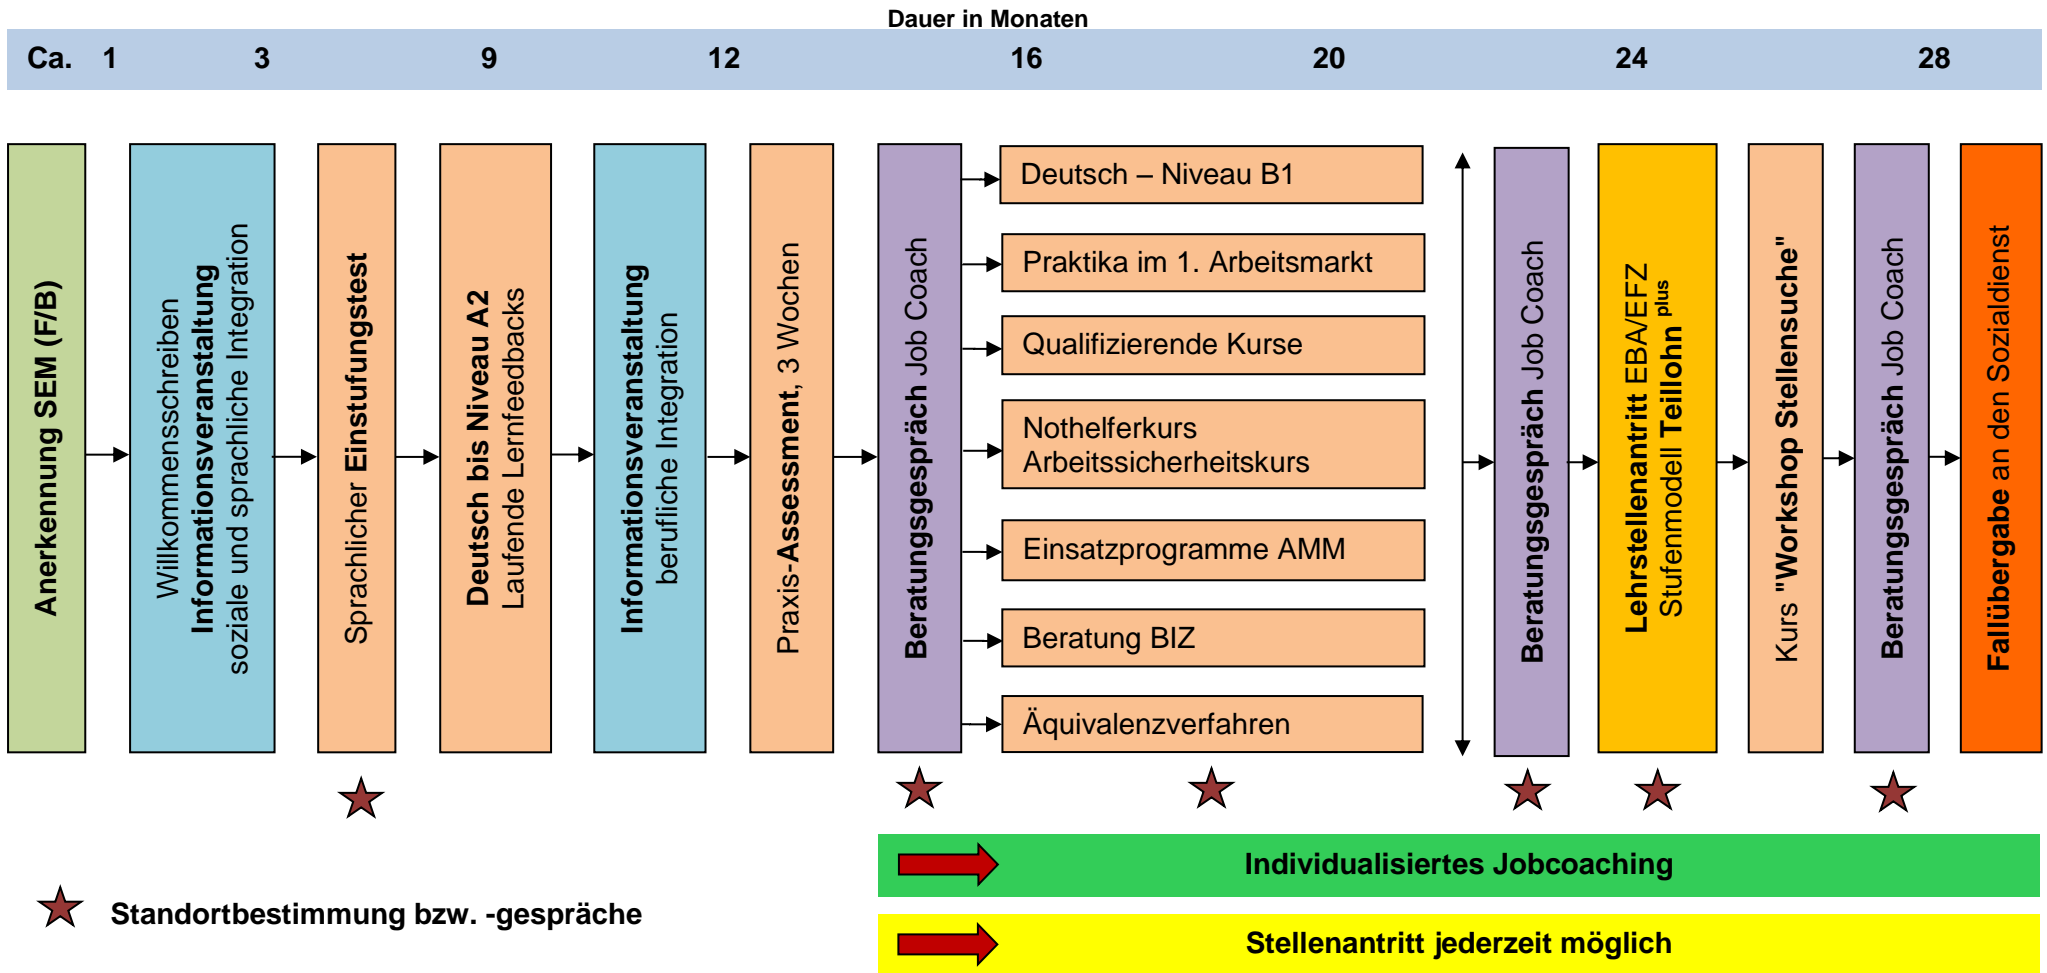 Dauer in Monaten
Ca. 1 3 9 12 16 20 24 28
Anerkennung SEM (F/B)
Willkommensschreiben
Informationsveranstaltung
soziale und sprachliche Integration
Sprachlicher Einstufungstest
Deutsch bis Niveau A2
Laufende Lernfeedbacks
Informationsveranstaltung
berufliche Integration
Praxis-Assessment, 3 Wochen
Beratungsgespräch Job Coach
Deutsch – Niveau B1
Praktika im 1. Arbeitsmarkt
Qualifizierende Kurse
Nothelferkurs
Arbeitssicherheitskurs
Einsatzprogramme AMM
Beratung BIZ
Äquivalenzverfahren
Beratungsgespräch Job Coach
Lehrstellenantritt EBA/EFZ
Stufenmodell Teillohn plus
Kurs "Workshop Stellensuche"
Beratungsgespräch Job Coach
Fallübergabe an den Sozialdienst
Individualisiertes Jobcoaching
Standortbestimmung bzw. -gespräche
Stellenantritt jederzeit möglich